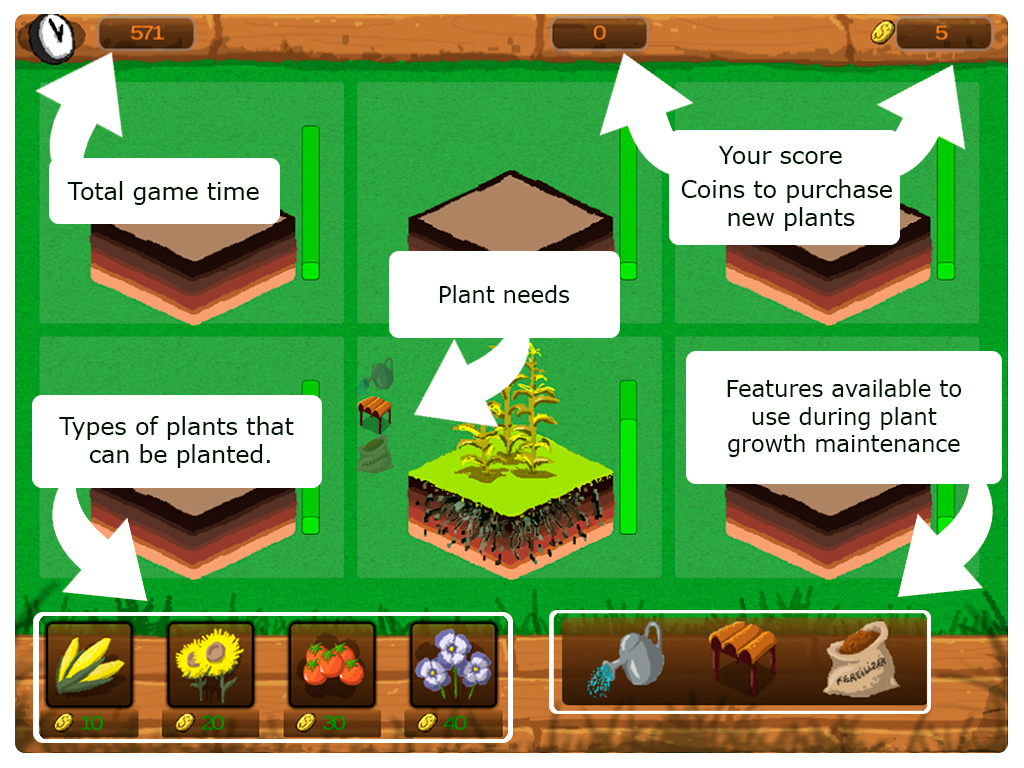 571
0
5
Total game time
Your score
Coins to purchase
new plants
Plant needs
Types of plants that
can be planted.
Features available to
use during plant
growth maintenance
FERTILIZER
10
20
30
40